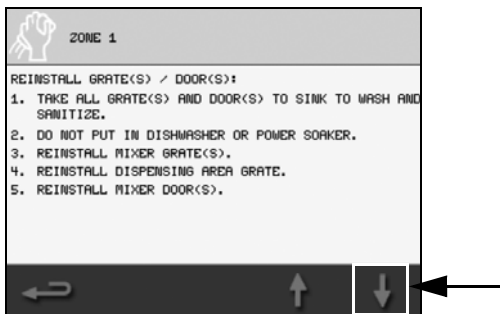 ZONE 1
REINSTALL GRATE(S) / DOOR(S):
1. TAKE ALL GRATE(S) AND DOOR(S) TO SINK TO WASH AND
SANITIZE.
2. DO NOT PUT IN DISHWASHER OR POWER SOAKER.
3. REINSTALL MIXER GRATE(S).
4. REINSTALL DISPENSING AREA GRATE.
5. REINSTALL MIXER DOOR(S).